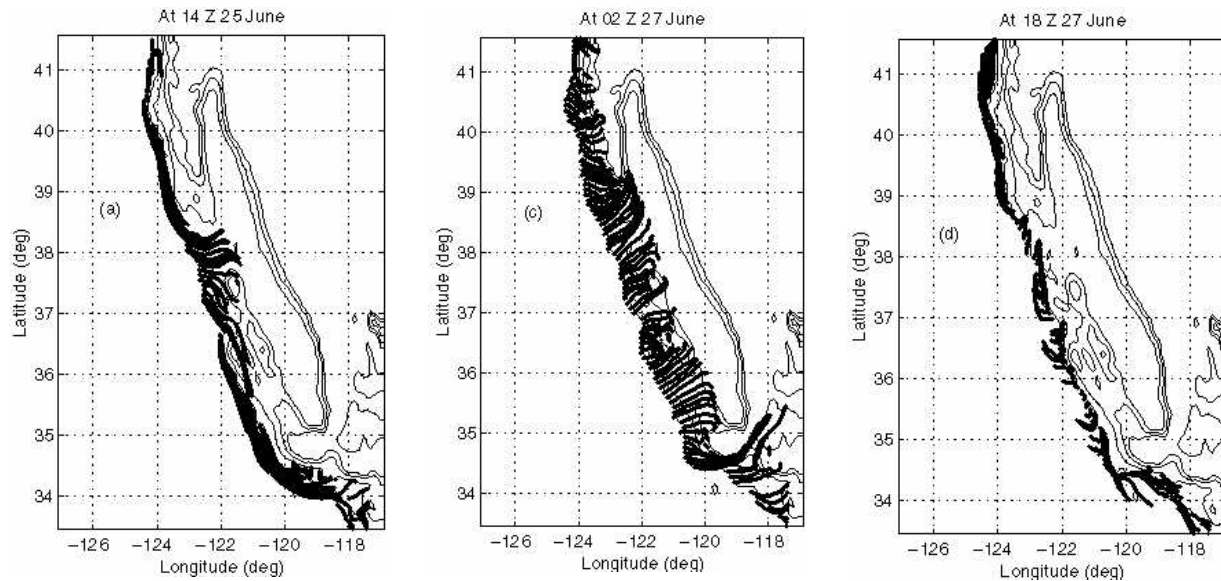 At 14 Z 25 June
41
40
39
38
37
36
35
34
Latitude (deg)
(a)
−126 −124 −122 −120 −118
Longitude (deg)
At 02 Z 27 June
41
40
39
38
37
36
35
34
Latitude (deg)
(c)
−126 −124 −122 −120 −118
Longitude (deg)
At 18 Z 27 June
41
40
39
38
37
36
35
34
Latitude (deg)
(d)
−126 −124 −122 −120 −118
Longitude (deg)